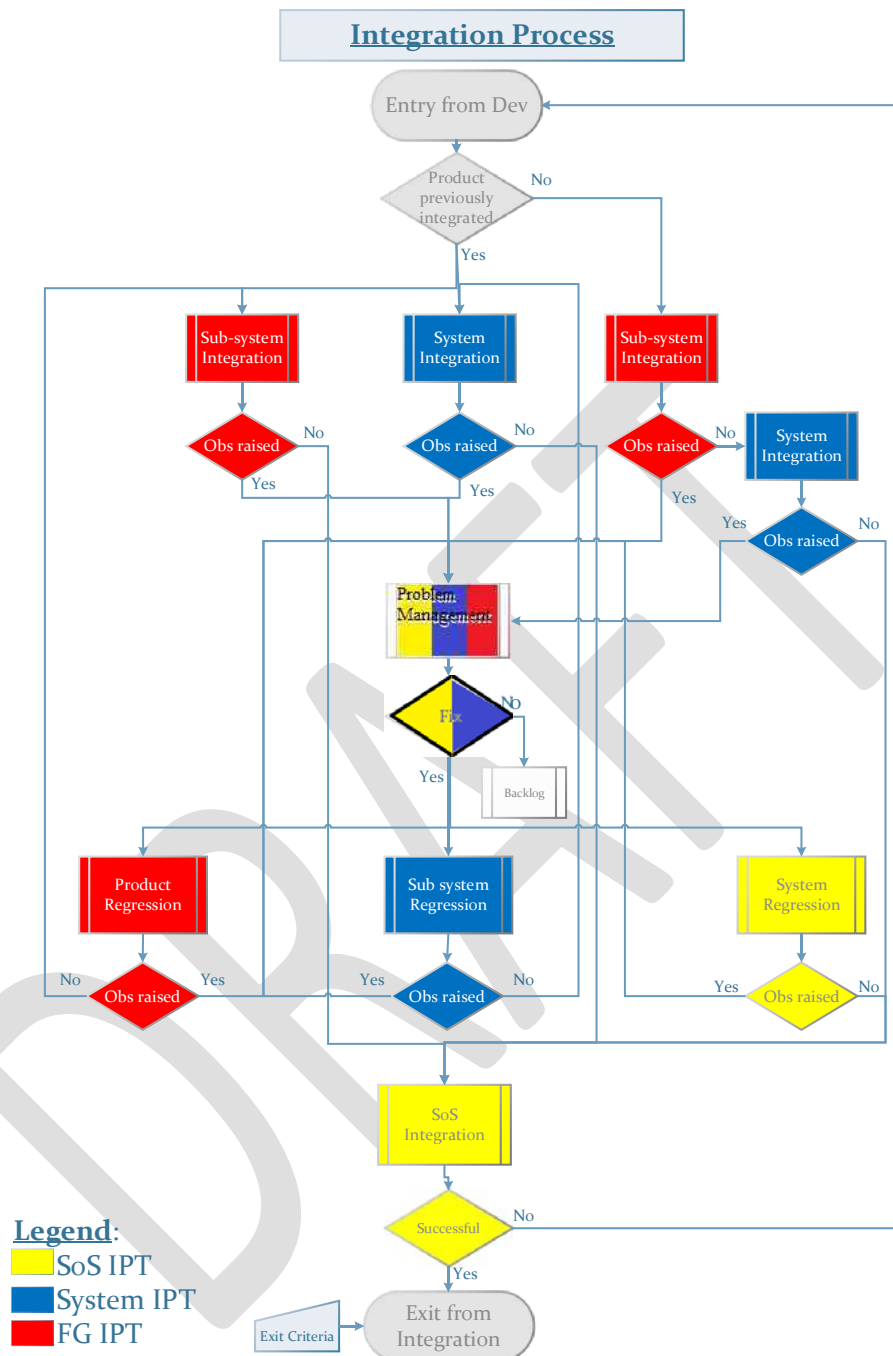 Integration Process
Entry from Dev
Product
previously
integrated
No
Yes
Sub-system
Integration
System
Integration
Sub-system
Integration
Obs raised
No
Obs raised
No
Obs raised
No
System
Integration
Yes
Yes
Yes
Yes
Obs raised
No
Problem
Management
Fix
No
Yes
Backlog
Product
Regression
Sub system
Regression
System
Regression
No
Obs raised
Yes
Yes
Obs raised
No
Yes
Obs raised
No
SoS
Integration
Successful
No
Yes
Legend:
SoS IPT
System IPT
FG IPT
Exit Criteria
Exit from
Integration
DRAFT